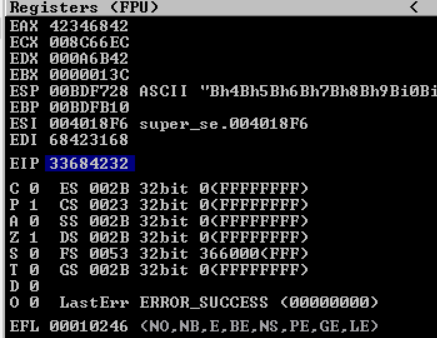 Registers (FPU) <
EAX 42346842
ECX 008C66EC
EDX 000A6B42
EBX 0000013C
ESP 00BDF728 ASCII "Bh4Bh5Bh6Bh7Bh8Bh9Bi0Bi
EBP 00BDFB10
ESI 004018F6 super_se.004018F6
EDI 68423168
EIP 33684232
C 0 ES 002B 32bit 0(FFFFFFFF)
P 1 CS 0023 32bit 0(FFFFFFFF)
A 0 SS 002B 32bit 0(FFFFFFFF)
Z 1 DS 002B 32bit 0(FFFFFFFF)
S 0 FS 0053 32bit 366000(FFF)
T 0 GS 002B 32bit 0(FFFFFFFF)
D 0
O 0 LastErr ERROR_SUCCESS (00000000)
EFL 00010246 (NO,NB,E,BE,NS,PE,GE,LE)